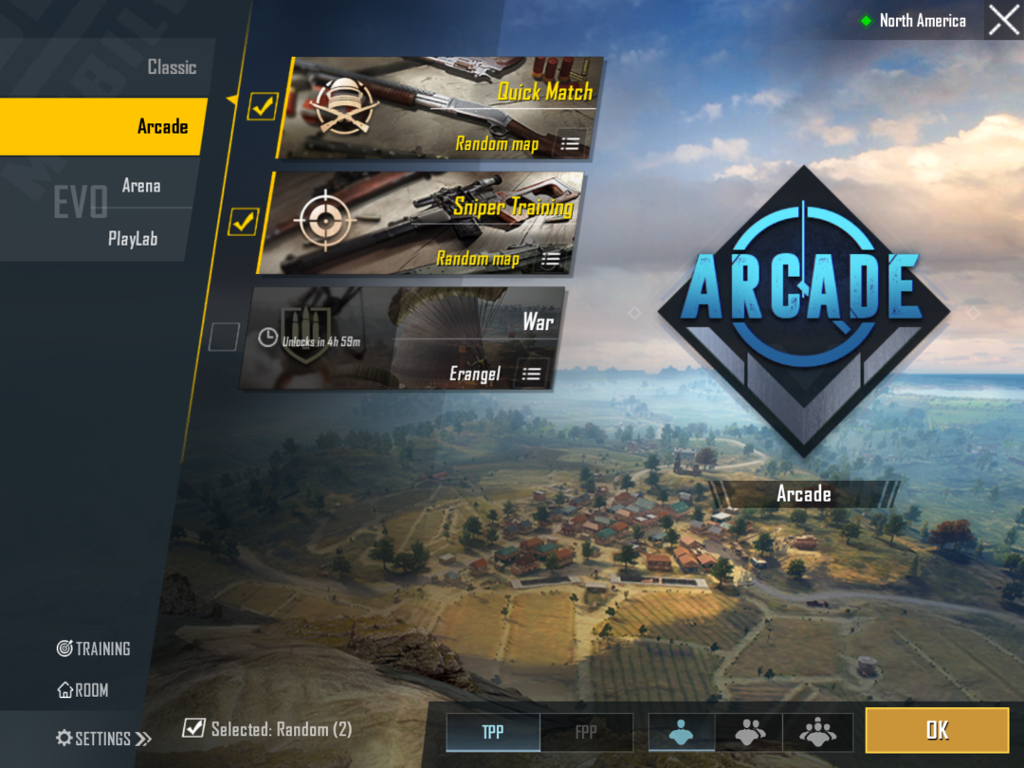 North America
Classic
Arcade
EVO
Arena
PlayLab
Quick Match
Random map
Sniper Training
Random map
War
Unlocks in 4h 59m
Erangel
ARCADE
Arcade
TRAINING
ROOM
SETTINGS
Selected: Random (2)
TPP
FPP
OK